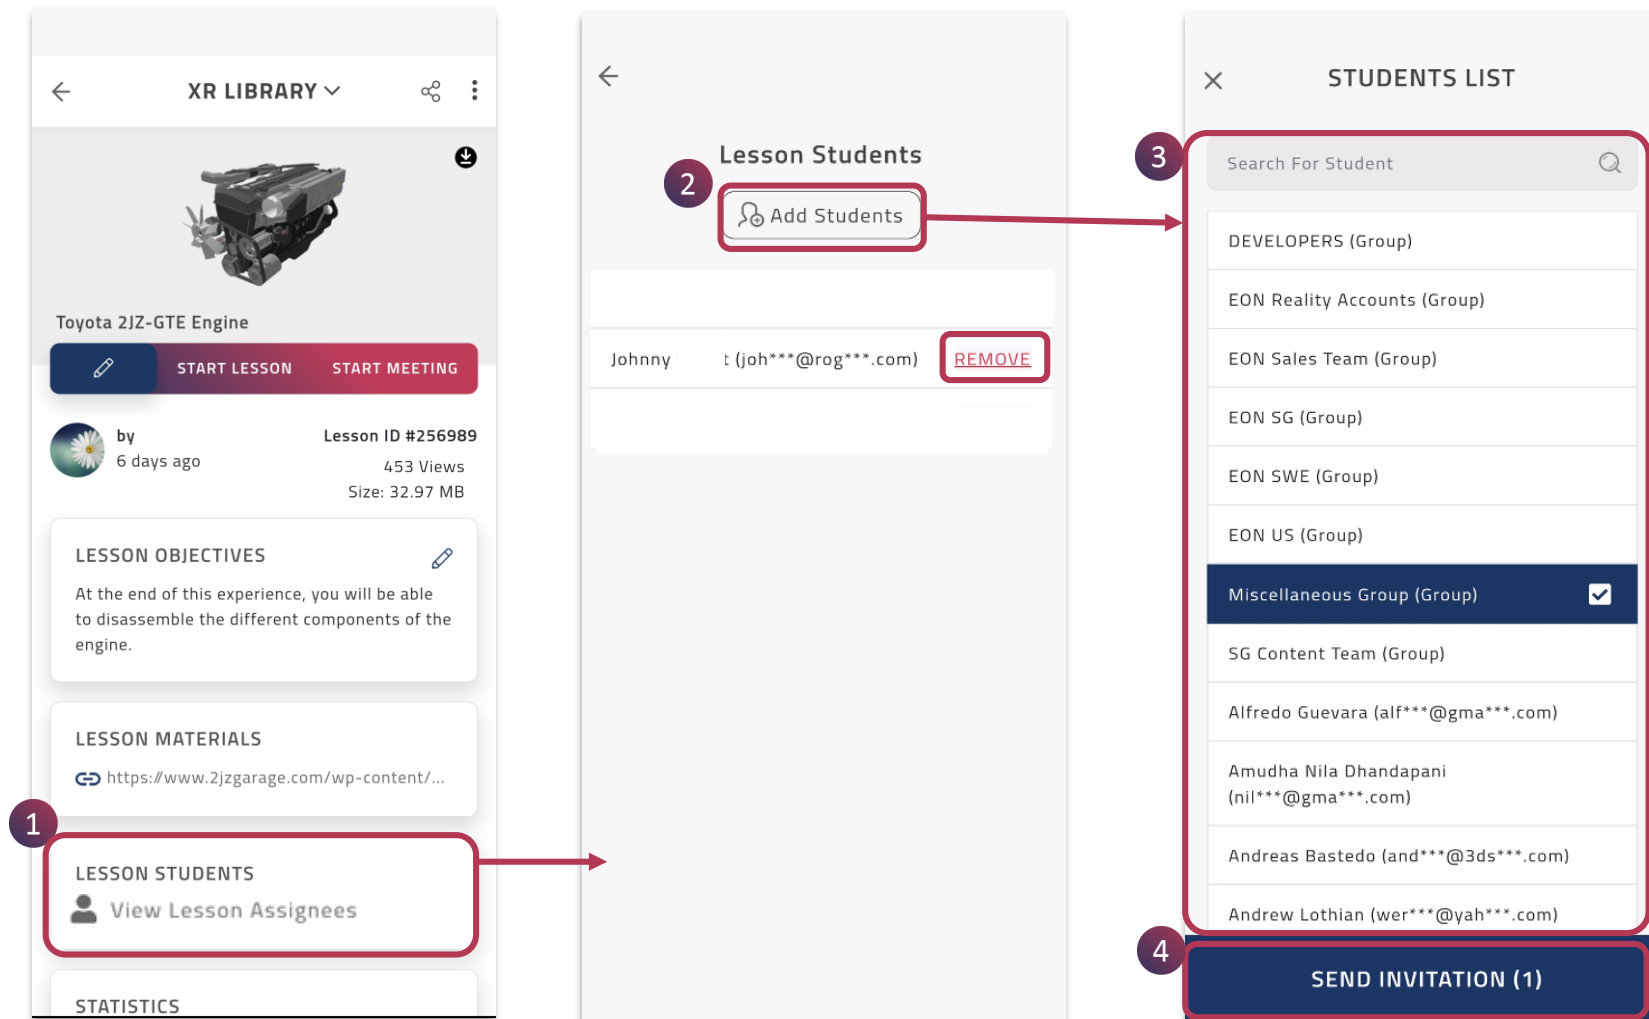 XR LIBRARY
Toyota 2JZ-GTE Engine
START LESSON
START MEETING
by
6 days ago
Lesson ID #256989
453 Views
Size: 32.97 MB
LESSON OBJECTIVES
At the end of this experience, you will be able
to disassemble the different components of the
engine.
LESSON MATERIALS
https://www.2jzgarage.com/wp-content/...
1
LESSON STUDENTS
View Lesson Assignees
STATISTICS
Lesson Students
2
Add Students
Johnny t (joh***@rog***.com)
REMOVE
STUDENTS LIST
3
Search For Student
DEVELOPERS (Group)
EON Reality Accounts (Group)
EON Sales Team (Group)
EON SG (Group)
EON SWE (Group)
EON US (Group)
Miscellaneous Group (Group)
SG Content Team (Group)
Alfredo Guevara (alf***@gma***.com)
Amudha Nila Dhandapani
(nil***@gma***.com)
Andreas Bastedo (and***@3ds***.com)
Andrew Lothian (wer***@yah***.com)
4
SEND INVITATION (1)